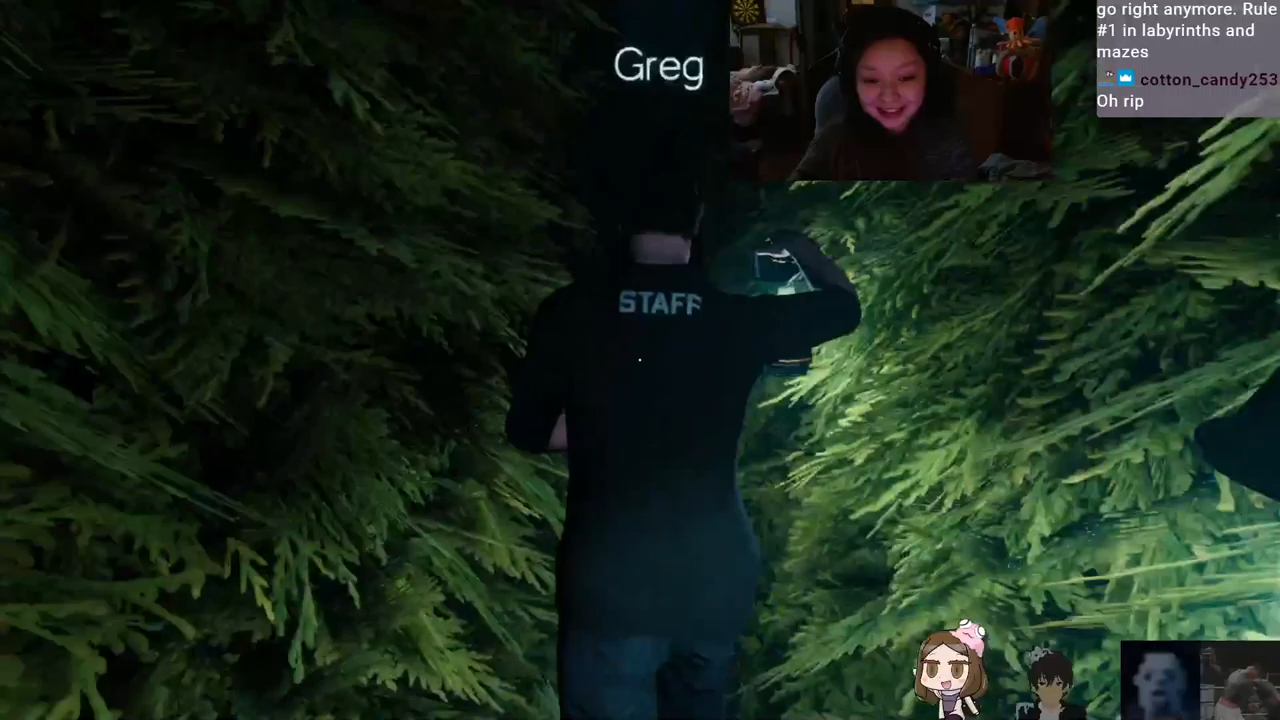 go right anymore. Rule
#1 in labyrinths and
mazes
cotton_candy253
Oh rip
Greg
STAFF